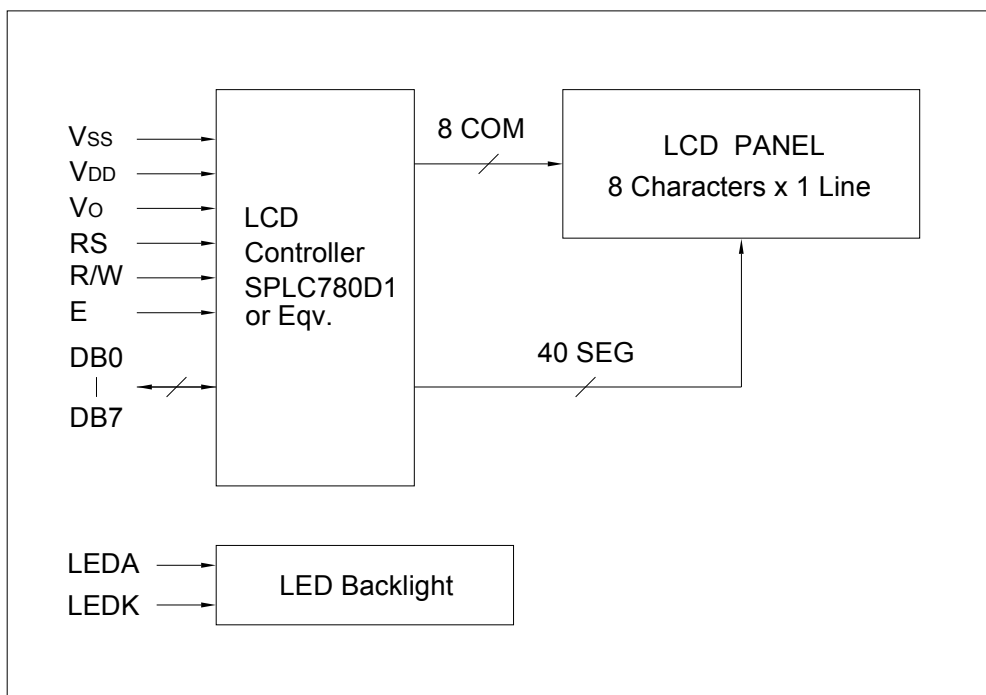 VSS
VDD
VO
RS
R/W
E
DB0
DB7
LCD
Controller
SPLC780D1
or Eqv.
8 COM
40 SEG
LCD PANEL
8 Characters x 1 Line
LEDA
LEDK
LED Backlight